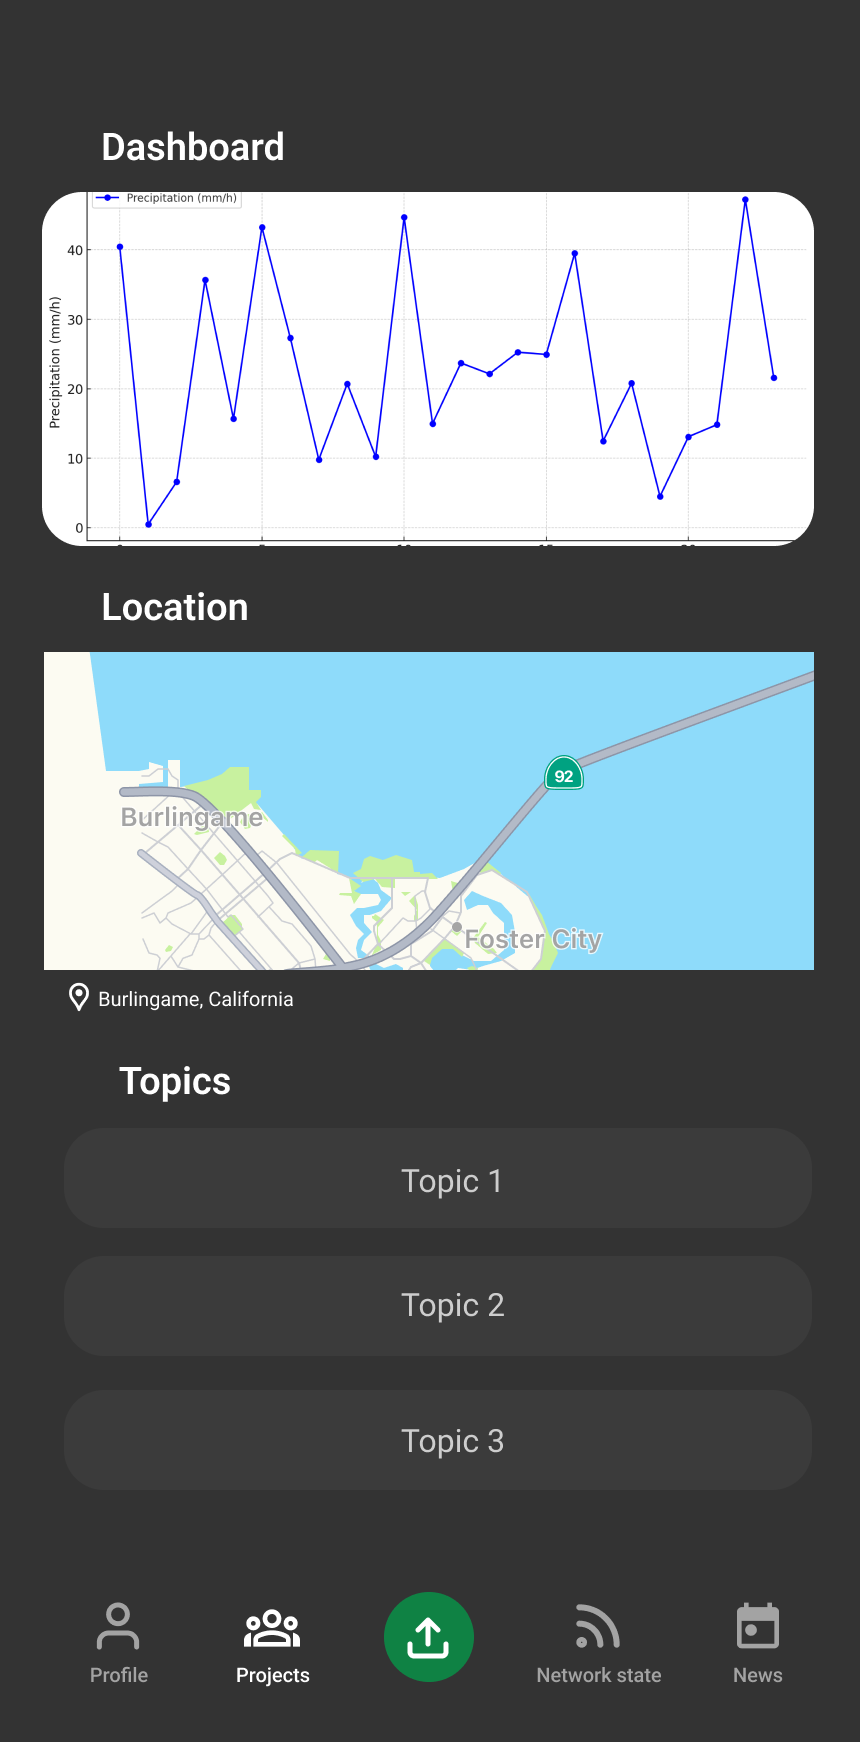 Dashboard
Precipitation (mm/h)
40
30
20
10
0
Precipitation (mm/h)
Location
92
Burlingame
Foster City
Burlingame, California
Topics
Topic 1
Topic 2
Topic 3
Profile
Projects
Network state
News